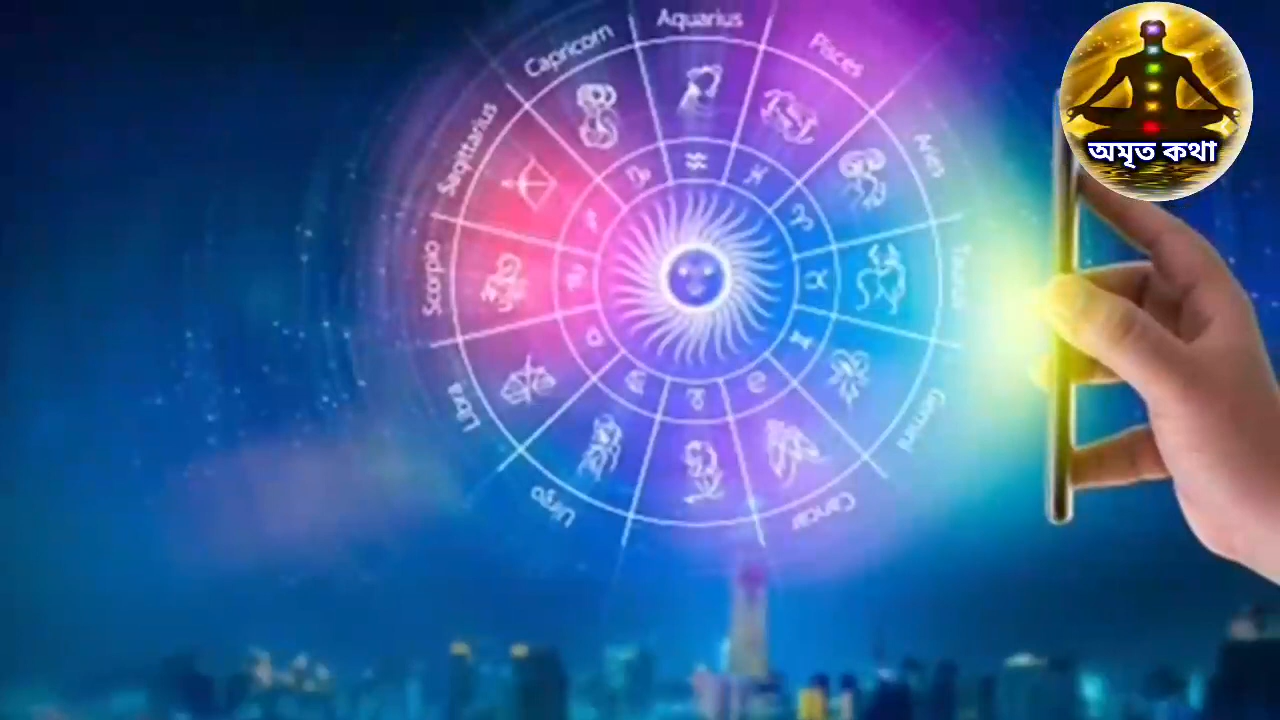 Aquarius
Pisces
Aries
Taurus
Gemini
Cancer
Virgo
Libra
Scorpio
Sagittarius
Capricorn
অমৃত কথা